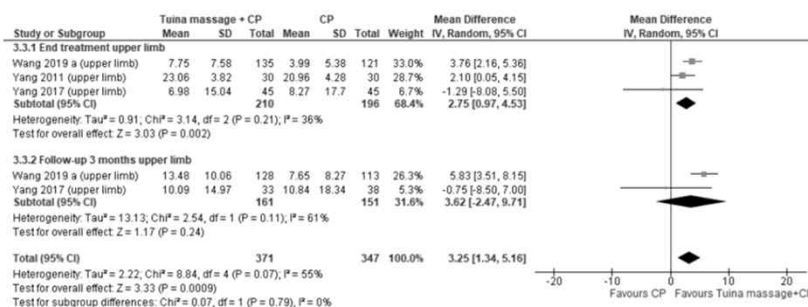 Tuina massage + CP CP Mean Difference Mean Difference
Study or Subgroup Mean SD Total Mean SD Total Weight IV, Random, 95% CI IV, Random, 95% CI
3.3.1 End treatment upper limb
Wang 2019 a (upper limb) 7.75 7.58 135 3.99 5.38 121 33.0% 3.76 [2.16, 5.36]
Yang 2011 (upper limb) 23.06 3.82 30 20.96 4.28 30 28.7% 2.10 [0.05, 4.15]
Yang 2017 (upper limb) 6.98 15.04 45 8.27 17.7 45 6.7% -1.29 [-8.08, 5.50]
Subtotal (95% CI) 210 196 68.4% 2.75 [0.97, 4.53]
Heterogeneity: Tau² = 0.91; Chi² = 3.14, df = 2 (P = 0.21); I² = 36%
Test for overall effect: Z = 3.03 (P = 0.002)
3.3.2 Follow-up 3 months upper limb
Wang 2019 a (upper limb) 13.48 10.06 128 7.65 8.27 113 26.3% 5.83 [3.51, 8.15]
Yang 2017 (upper limb) 10.09 14.97 33 10.84 18.34 38 5.3% -0.75 [-8.50, 7.00]
Subtotal (95% CI) 161 151 31.6% 3.62 [-2.47, 9.71]
Heterogeneity: Tau² = 13.13; Chi² = 2.54, df = 1 (P = 0.11); I² = 61%
Test for overall effect: Z = 1.17 (P = 0.24)
Total (95% CI) 371 347 100.0% 3.25 [1.34, 5.16]
Heterogeneity: Tau² = 2.22; Chi² = 8.84, df = 4 (P = 0.07); I² = 55%
Test for overall effect: Z = 3.33 (P = 0.0009)
Test for subgroup differences: Chi² = 0.07, df = 1 (P = 0.79), I² = 0%
-20 -10 0 10 20
Favours CP Favours Tuina massage+CP